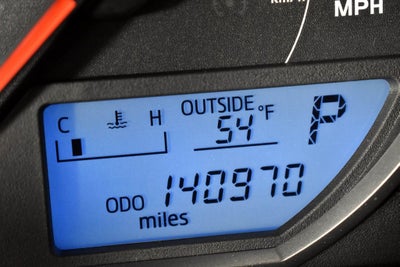 MPH
OUTSIDE
C H 54 °F P
ODO 140970
miles